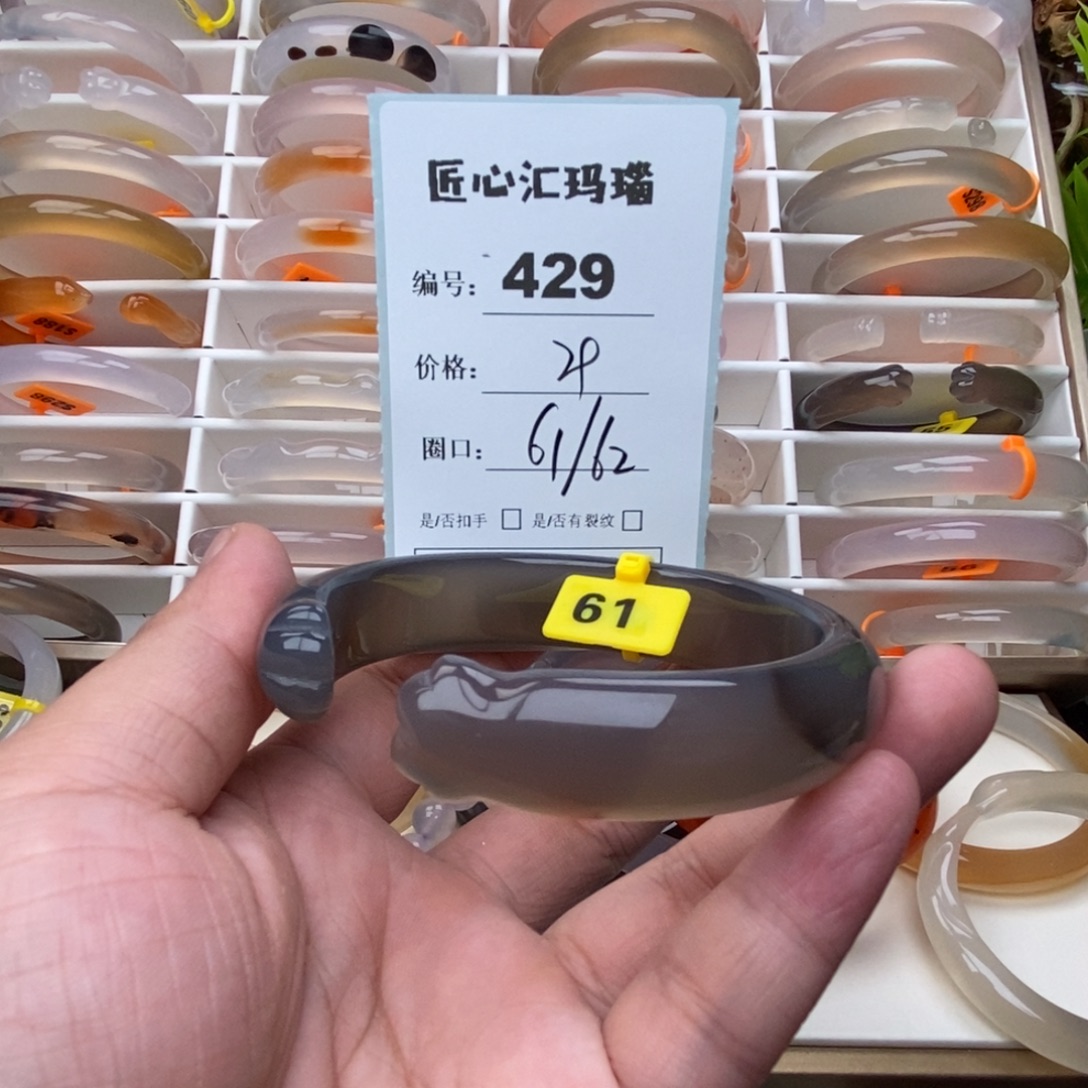 匠心汇玛瑙
编号: 429
价格:
圈口: 61/62
是/否扣手 □ 是/否有裂纹 □
61